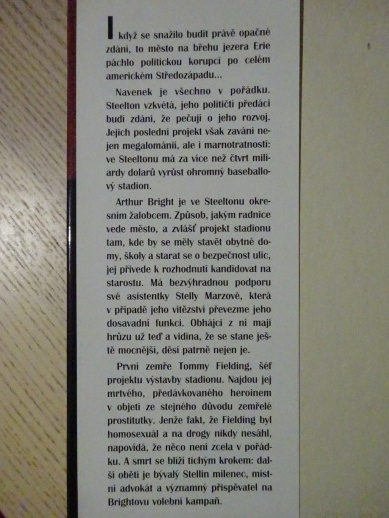 I když se snažilo budit právě opačné
zdání, to město na břehu jezera Erie
páchlo politickou korupcí po celém
americkém Středozápadu...
Navenek je všechno v pořádku.
Steelton vzkvétá, jeho političtí předáci
budí zdání, že pečují o jeho rozvoj.
Jejich poslední projekt však zavání ne-
jen megalománií, ale i marnotratností:
ve Steeltonu má za více než čtvrt mili-
ardy dolarů vyrůst ohromný baseballo-
vý stadion.
Arthur Bright je ve Steeltonu okre-
sním žalobcem. Způsob, jakým radnice
vede město, a zvlášť projekt stadionu
tam, kde by se měly stavět obytné do-
my, školy a starat se o bezpečnost ulic,
jej přivede k rozhodnutí kandidovat na
starostu. Má bezvýhradnou podporu
své asistentky Stelly Marzové, která
v případě jeho vítězství převezme jeho
dosavadní funkci. Obhájci z ní mají
hrůzu už teď a vidina, že se stane ješ-
tě mocnější, děsí patrně nejen je.
První zemře Tommy Fielding, šéf
projektu výstavby stadionu. Najdou jej
mrtvého, předávkovaného heroinem
v objetí ze stejného důvodu zemřelé
prostitutky. Jenže fakt, že Fielding byl
homosexuál a na drogy nikdy nesáhl,
napovídá, že něco není zcela v pořád-
ku. A smrt se blíží tichým krokem: dal-
ší obětí je bývalý Stellin milenec, míst-
ní advokát a významný přispěvatel na
Brightovu volební kampaň.